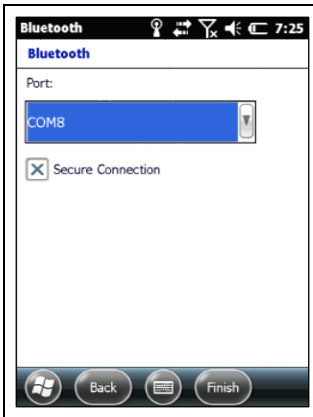 Bluetooth 7:25
Bluetooth
Port:
COM8
Secure Connection
Back Finish